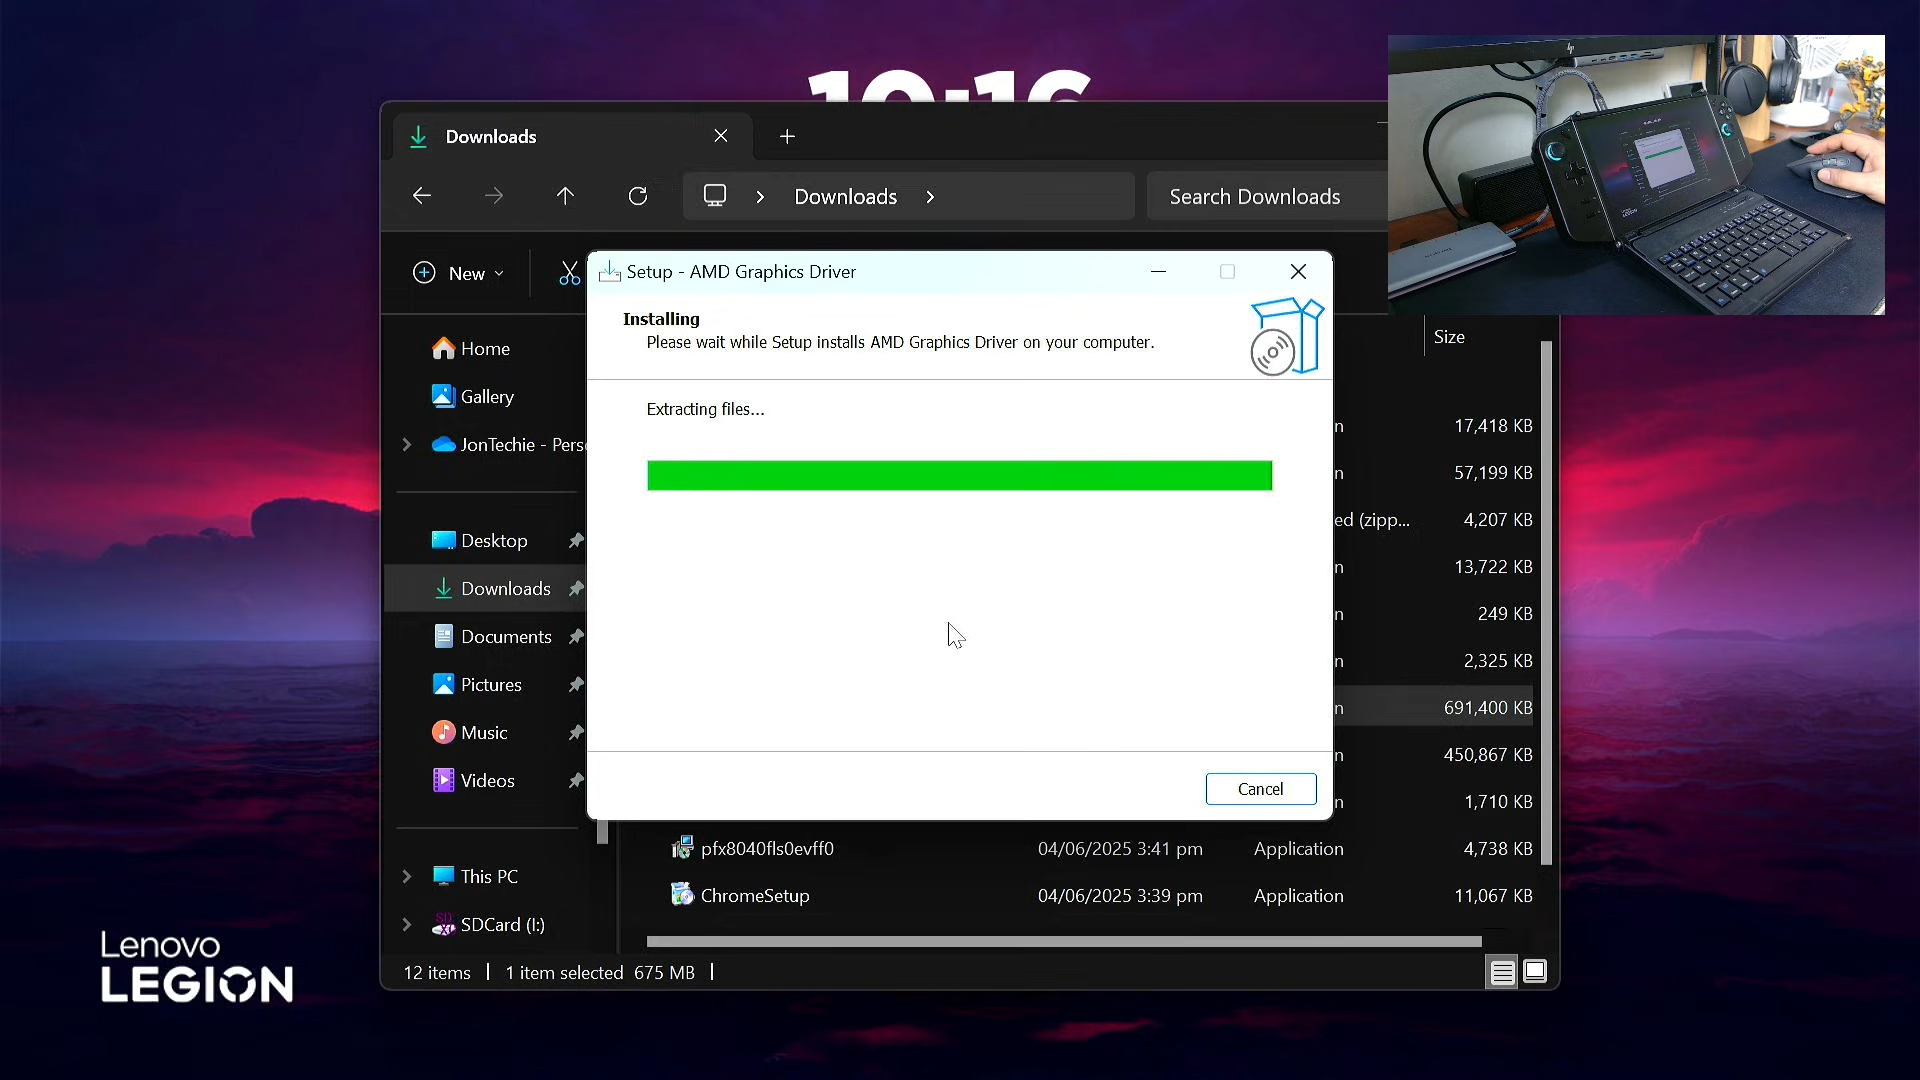 10:16
Downloads
Downloads
Search Downloads
New
Setup - AMD Graphics Driver
Installing
Please wait while Setup installs AMD Graphics Driver on your computer.
Extracting files...
Cancel
Size
Home
Gallery
JonTechie - Pers
Desktop
Downloads
Documents
Pictures
Music
Videos
This PC
SDCard (I:)
n 17,418 KB
n 57,199 KB
ed (zipp... 4,207 KB
n 13,722 KB
n 249 KB
n 2,325 KB
n 691,400 KB
n 450,867 KB
n 1,710 KB
pfx8040fls0evff0 04/06/2025 3:41 pm Application 4,738 KB
ChromeSetup 04/06/2025 3:39 pm Application 11,067 KB
12 items 1 item selected 675 MB
Lenovo
LEGION
hp